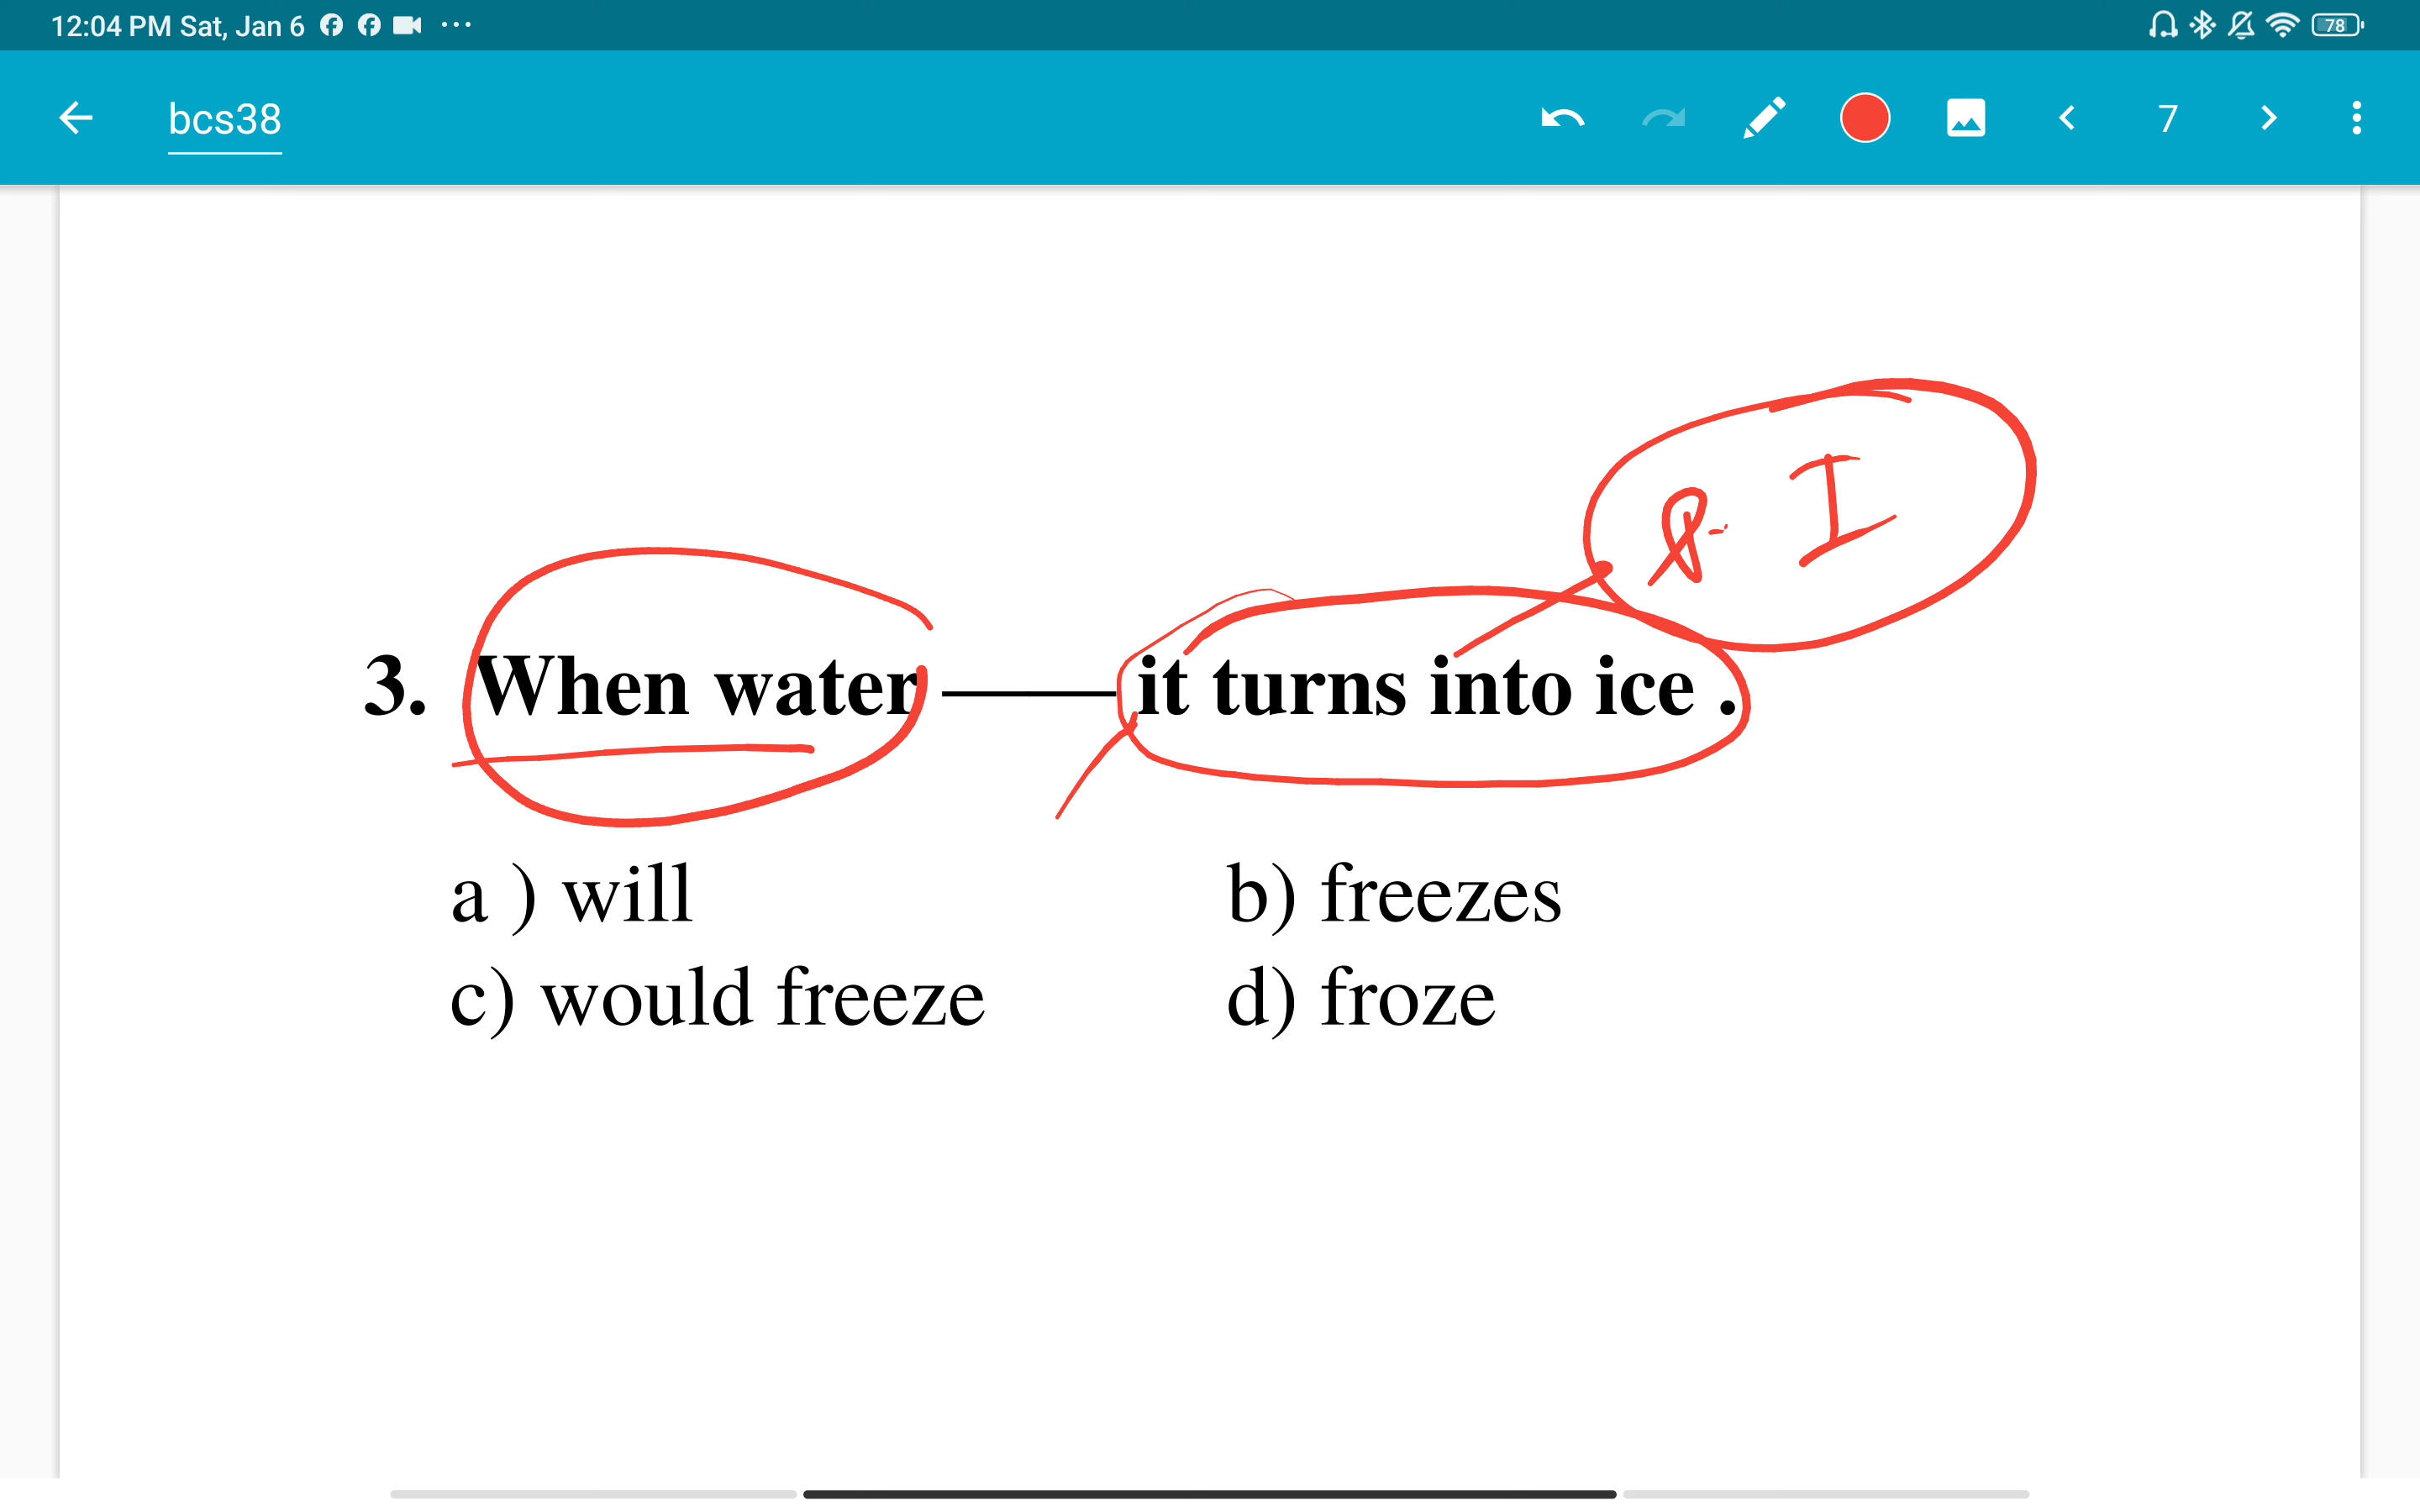 12:04 PM Sat, Jan 6
78
bcs38
7
I
3. When water ——— it turns into ice .
a ) will
b) freezes
c) would freeze
d) froze